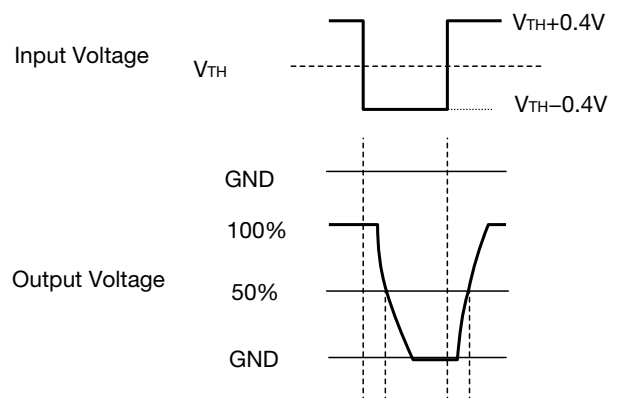 VTH+0.4V
Input Voltage
VTH
VTH−0.4V
GND
100%
Output Voltage
50%
GND